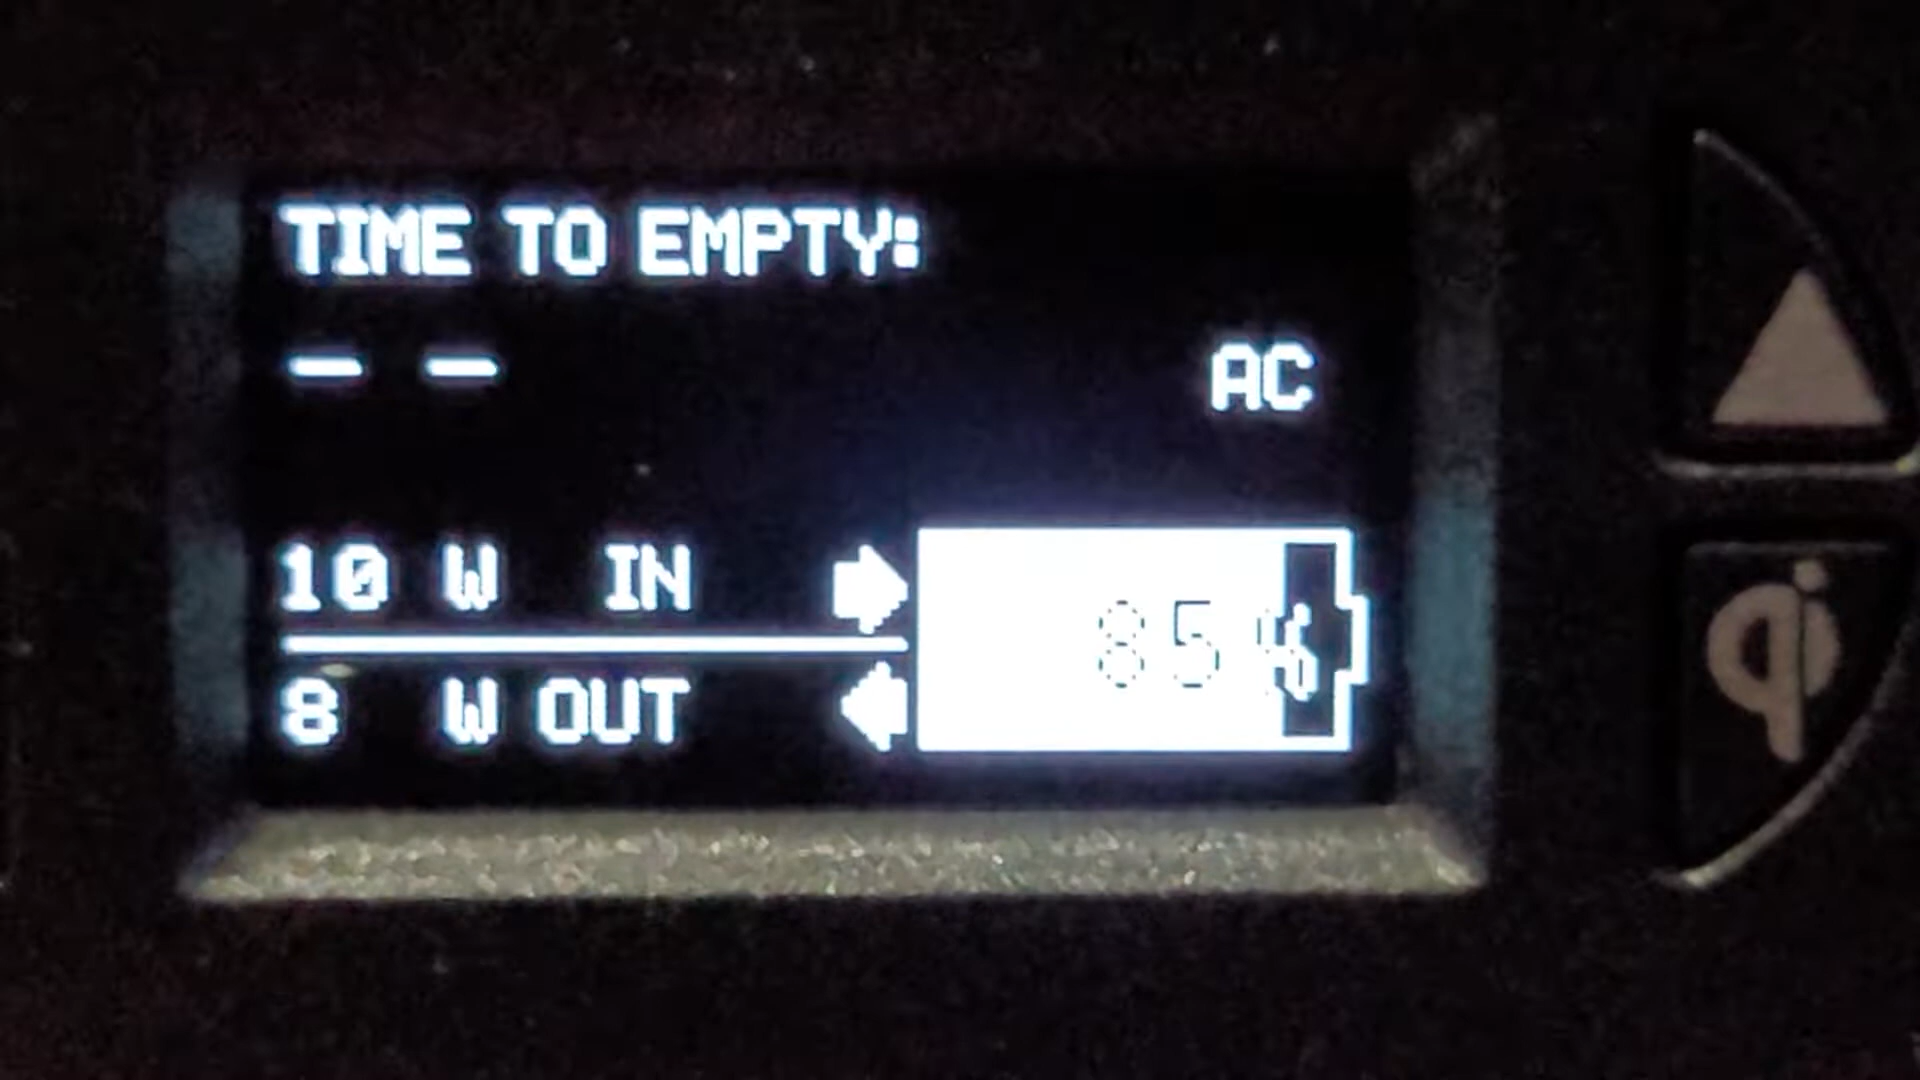 TIME TO EMPTY:
– –
AC
10 W IN
85%
8 W OUT
qi